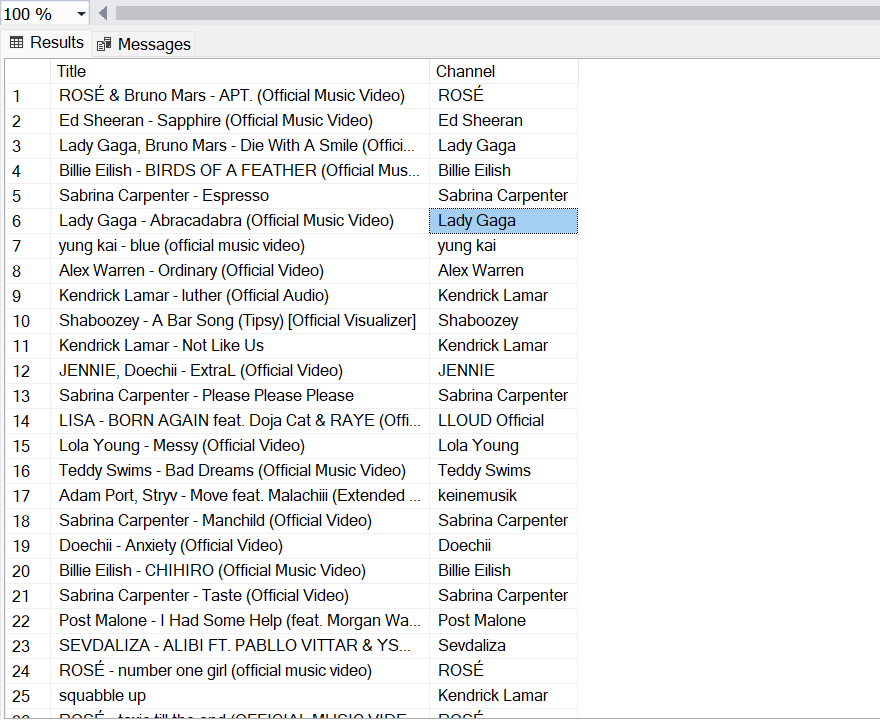 100 %
Results Messages
Title Channel
1 ROSÉ & Bruno Mars - APT. (Official Music Video) ROSÉ
2 Ed Sheeran - Sapphire (Official Music Video) Ed Sheeran
3 Lady Gaga, Bruno Mars - Die With A Smile (Offici... Lady Gaga
4 Billie Eilish - BIRDS OF A FEATHER (Official Mus... Billie Eilish
5 Sabrina Carpenter - Espresso Sabrina Carpenter
6 Lady Gaga - Abracadabra (Official Music Video) Lady Gaga
7 yung kai - blue (official music video) yung kai
8 Alex Warren - Ordinary (Official Video) Alex Warren
9 Kendrick Lamar - luther (Official Audio) Kendrick Lamar
10 Shaboozey - A Bar Song (Tipsy) [Official Visualizer] Shaboozey
11 Kendrick Lamar - Not Like Us Kendrick Lamar
12 JENNIE, Doechii - ExtraL (Official Video) JENNIE
13 Sabrina Carpenter - Please Please Please Sabrina Carpenter
14 LISA - BORN AGAIN feat. Doja Cat & RAYE (Offi... LLOUD Official
15 Lola Young - Messy (Official Video) Lola Young
16 Teddy Swims - Bad Dreams (Official Music Video) Teddy Swims
17 Adam Port, Stryv - Move feat. Malachiii (Extended ... keinemusik
18 Sabrina Carpenter - Manchild (Official Video) Sabrina Carpenter
19 Doechii - Anxiety (Official Video) Doechii
20 Billie Eilish - CHIHIRO (Official Music Video) Billie Eilish
21 Sabrina Carpenter - Taste (Official Video) Sabrina Carpenter
22 Post Malone - I Had Some Help (feat. Morgan Wa... Post Malone
23 SEVDALIZA - ALIBI FT. PABLLO VITTAR & YS... Sevdaliza
24 ROSÉ - number one girl (official music video) ROSÉ
25 squabble up Kendrick Lamar
ROSÉ - toxic till the end (OFFICIAL MUSIC VIDE... ROSÉ